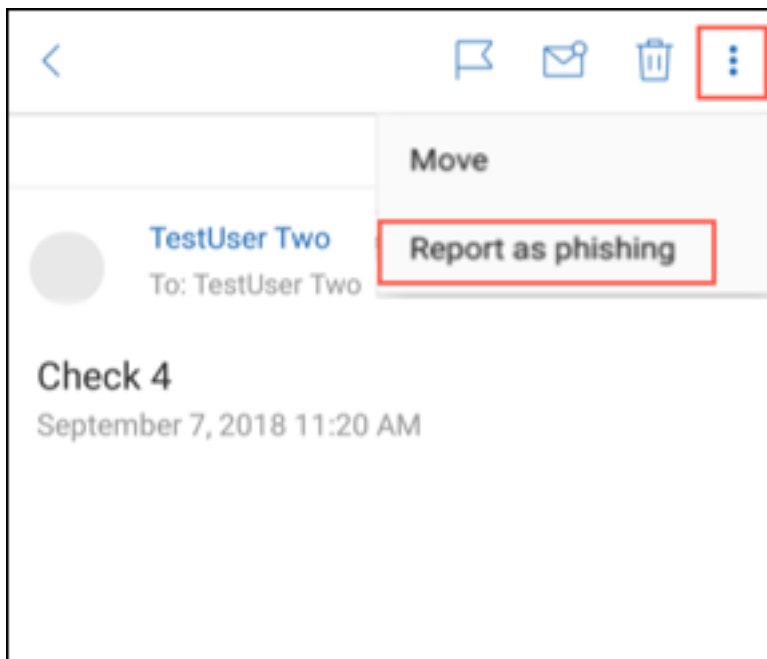 Move
Report as phishing
TestUser Two
To: TestUser Two
Check 4
September 7, 2018 11:20 AM